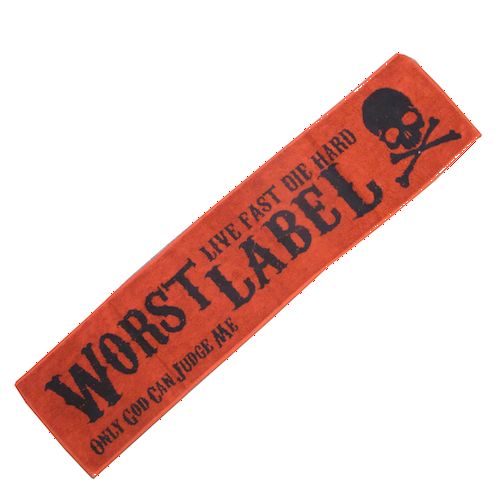 LIVE FAST DIE HARD
WORST LABEL
ONLY GOD CAN JUDGE ME